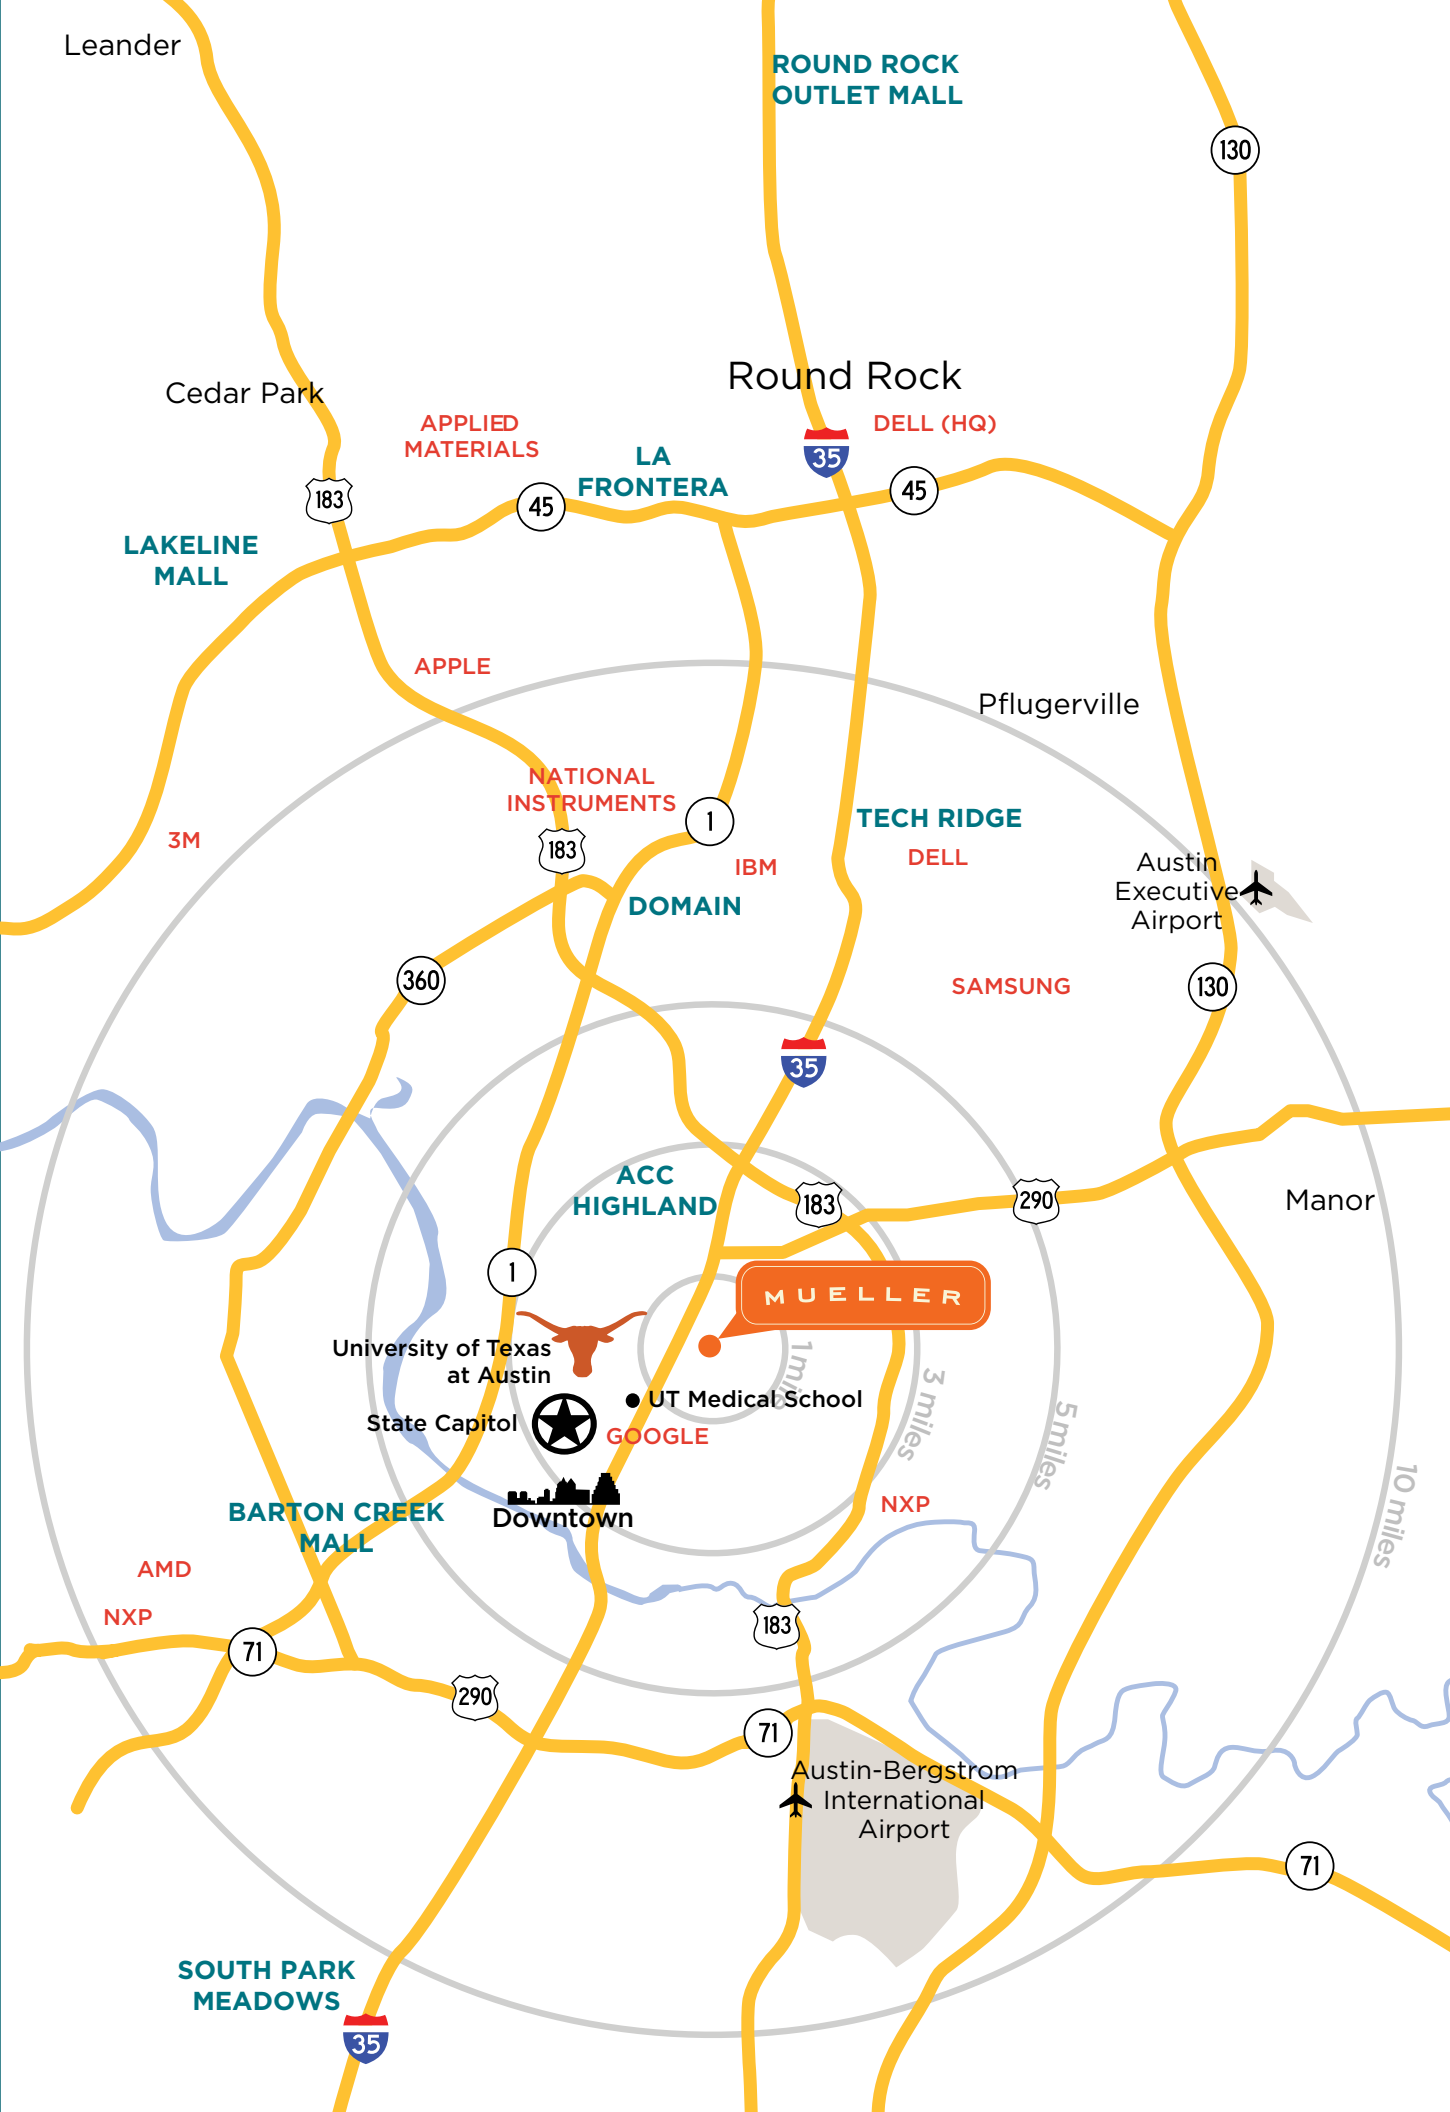 Leander
ROUND ROCK
OUTLET MALL
130
Round Rock
Cedar Park
APPLIED
MATERIALS
DELL (HQ)
LA
FRONTERA
35
183
45
45
LAKELINE
MALL
APPLE
Pflugerville
NATIONAL
INSTRUMENTS
1
TECH RIDGE
3M
183
IBM
DELL
Austin
Executive
Airport
DOMAIN
360
SAMSUNG
130
35
ACC
HIGHLAND
183
290
Manor
1
MUELLER
University of Texas
at Austin
1 mile
3 miles
5 miles
10 miles
UT Medical School
State Capitol
GOOGLE
Downtown
NXP
BARTON CREEK
MALL
AMD
NXP
183
71
290
71
Austin-Bergstrom
International
Airport
71
SOUTH PARK
MEADOWS
35